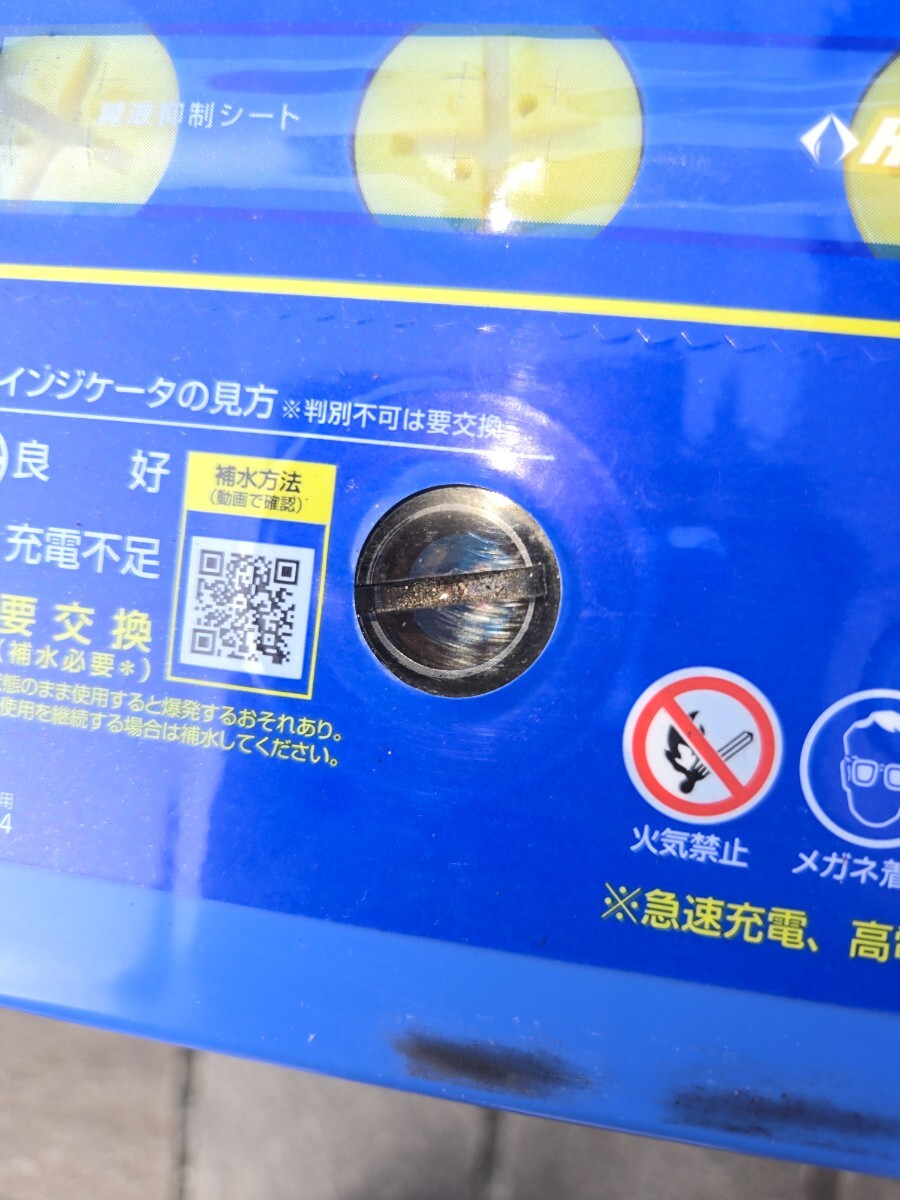 抑制シート
H
インジケータの見方 ※判別不可は要交換
良 好
充電不足
要交換
(補水必要*)
補水方法
(動画で確認)
状態のまま使用すると爆発するおそれあり。
使用を継続する場合は補水してください。
用
4
火気禁止
メガネ着
※急速充電、高